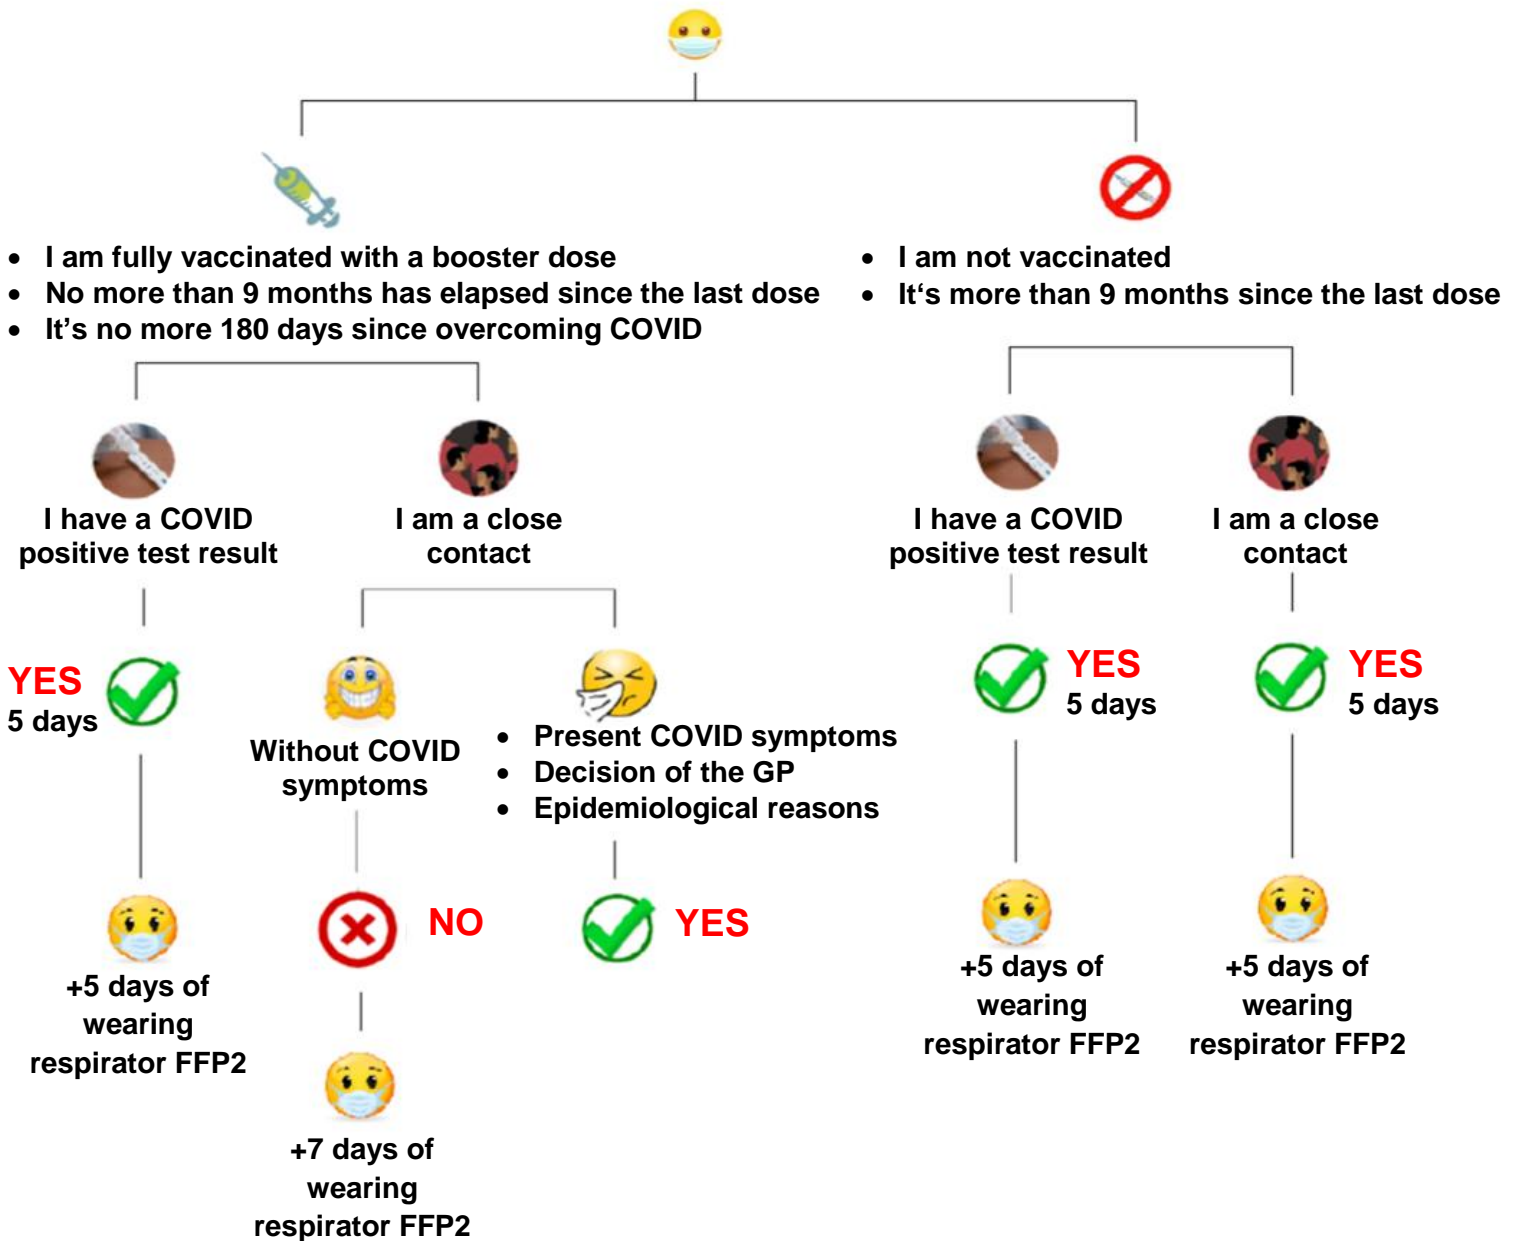 • I am fully vaccinated with a booster dose
• No more than 9 months has elapsed since the last dose
• It’s no more 180 days since overcoming COVID
• I am not vaccinated
• It‘s more than 9 months since the last dose
I have a COVID
positive test result
I am a close
contact
I have a COVID
positive test result
I am a close
contact
YES
5 days
Without COVID
symptoms
• Present COVID symptoms
• Decision of the GP
• Epidemiological reasons
YES
5 days
YES
5 days
+5 days of
wearing
respirator FFP2
NO
YES
+7 days of
wearing
respirator FFP2
+5 days of
wearing
respirator FFP2
+5 days of
wearing
respirator FFP2